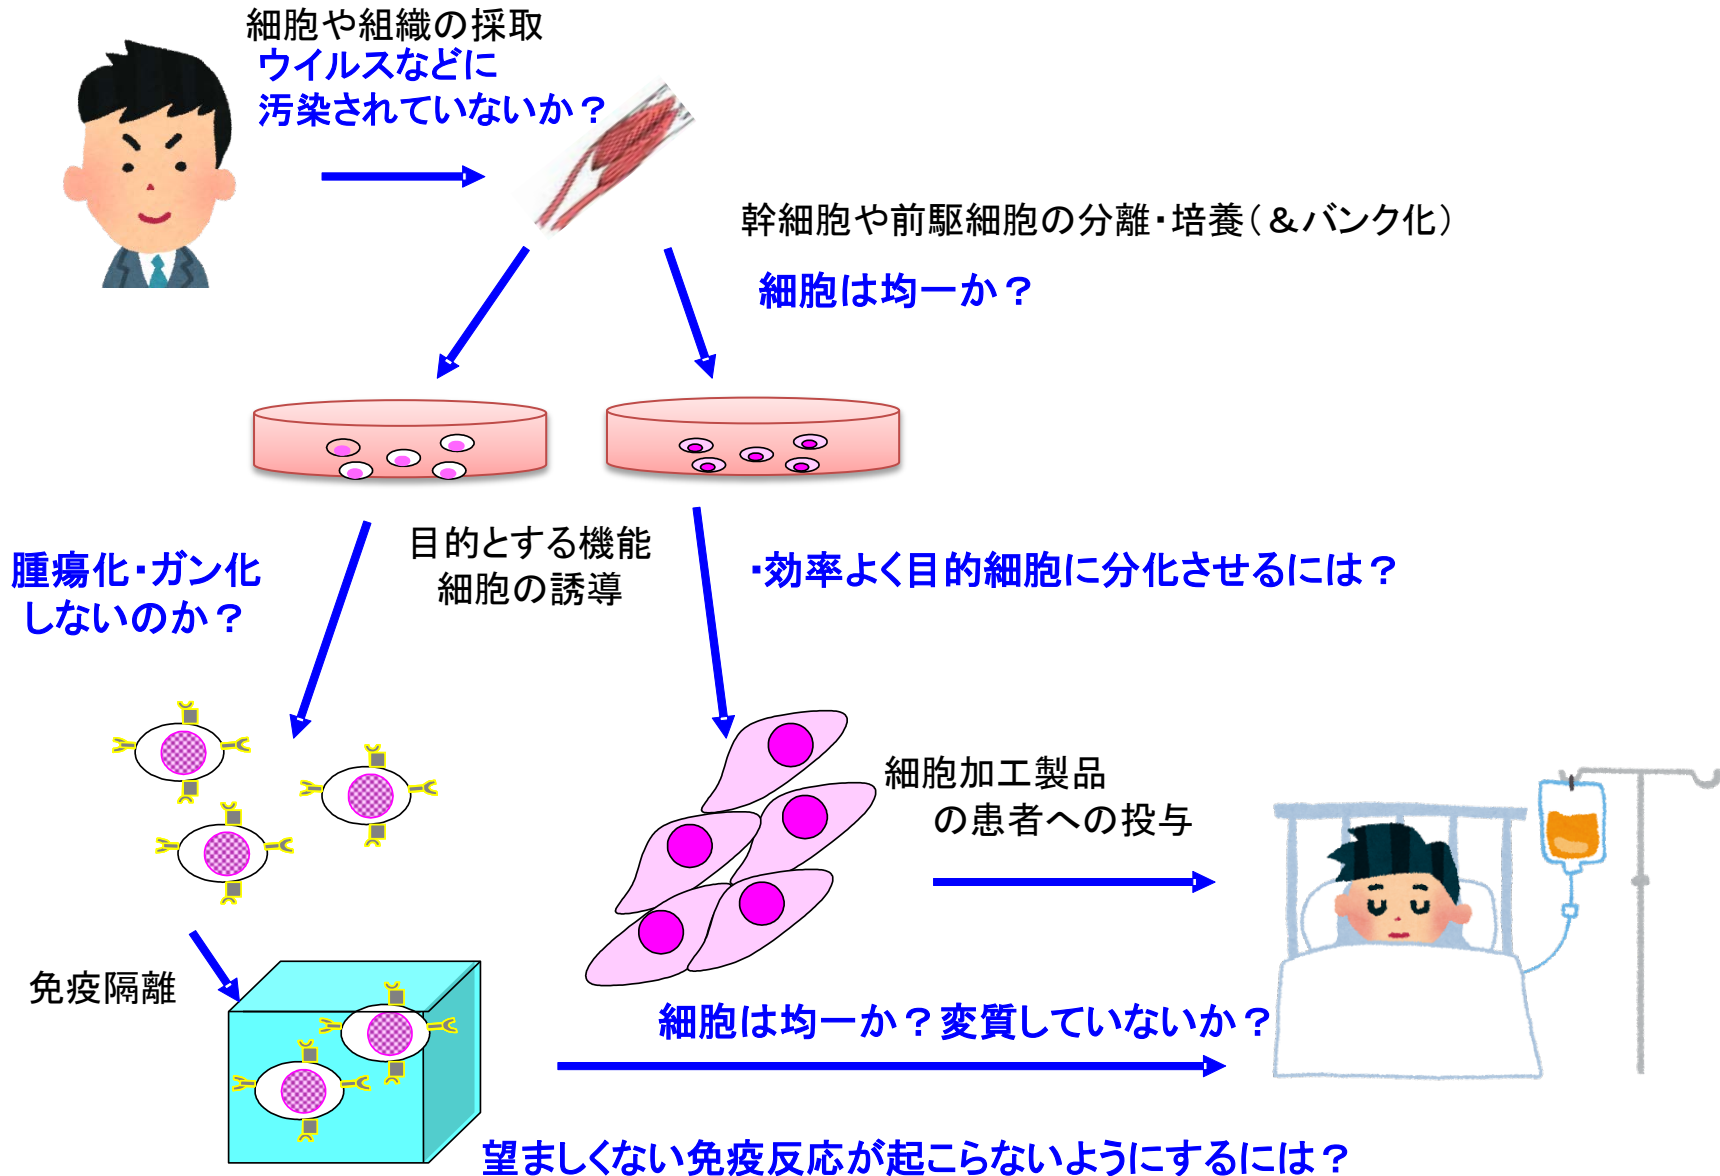 細胞や組織の採取
ウイルスなどに
汚染されていないか？
幹細胞や前駆細胞の分離・培養（＆バンク化）
細胞は均一か？
目的とする機能
細胞の誘導
腫瘍化・ガン化
しないのか？
・効率よく目的細胞に分化させるには？
細胞加工製品
の患者への投与
免疫隔離
細胞は均一か？変質していないか？
望ましくない免疫反応が起こらないようにするには？